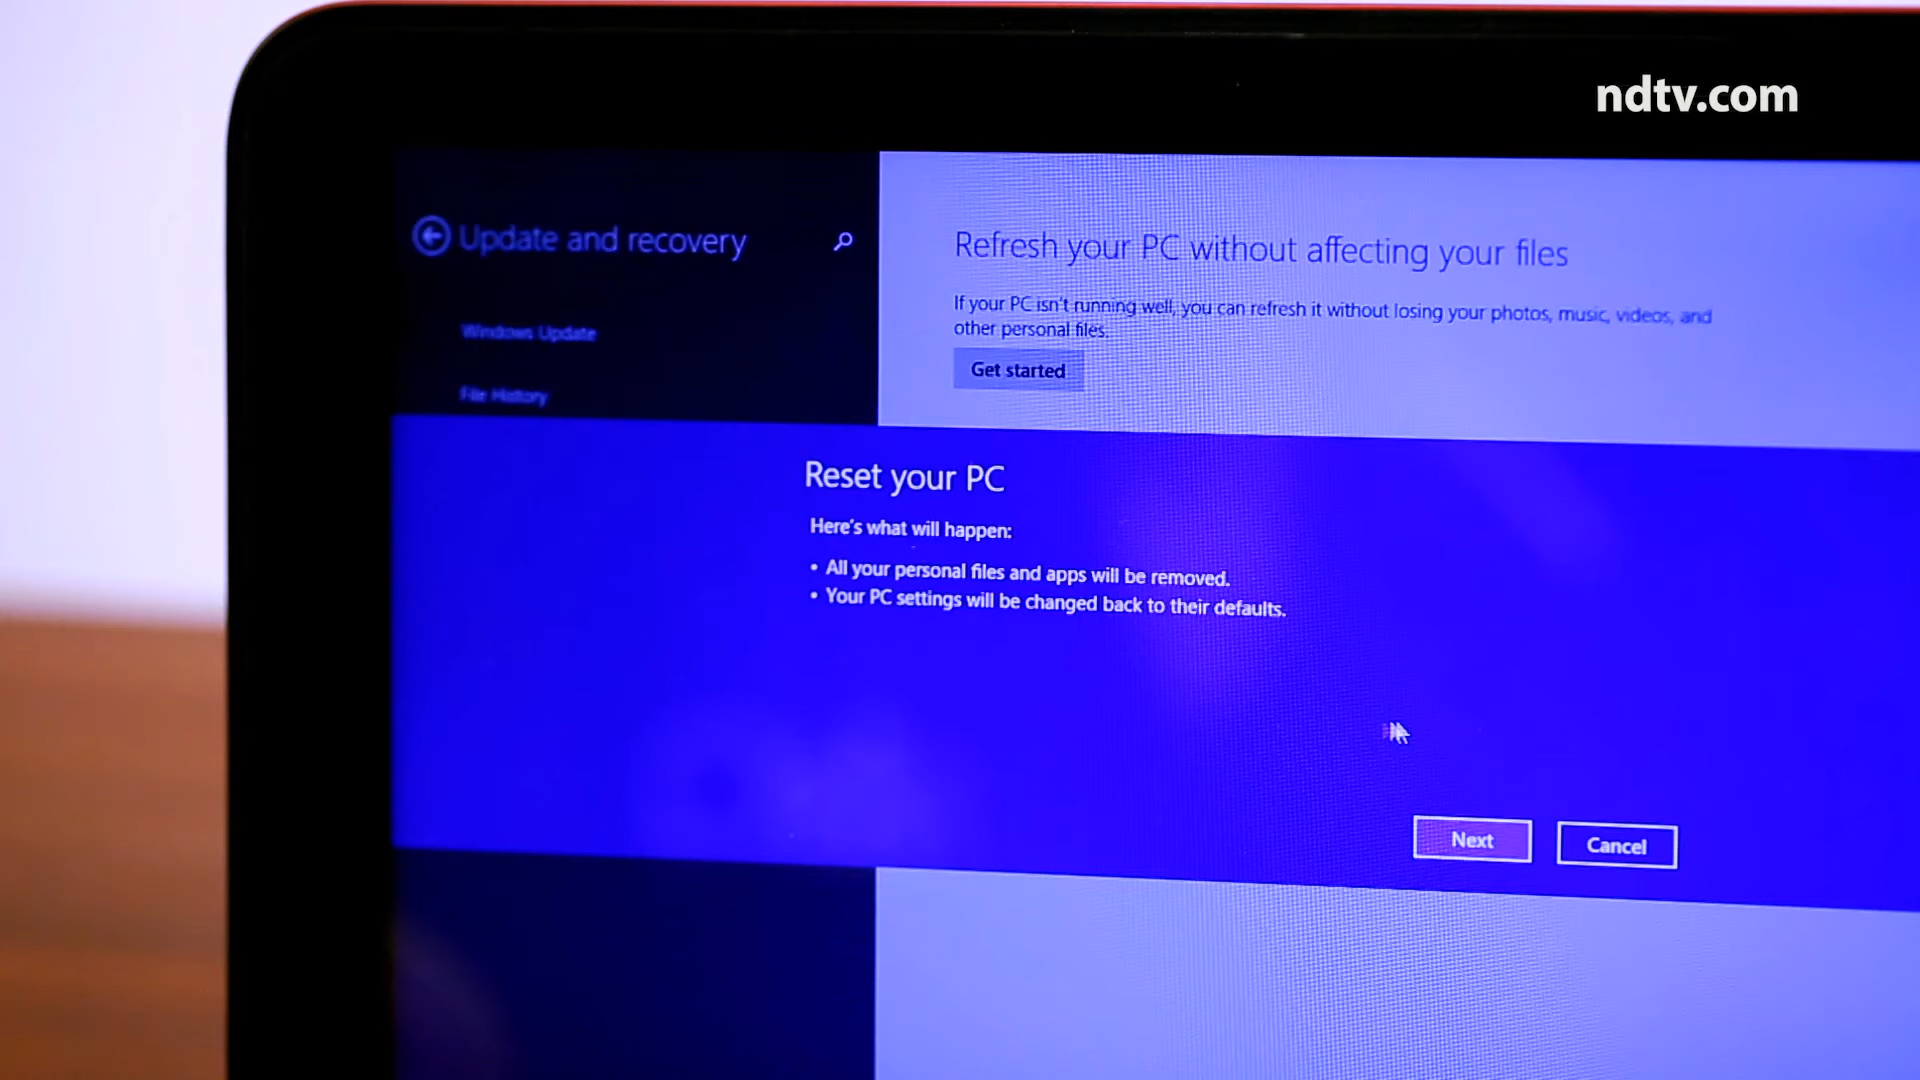 ndtv.com
Update and recovery
Windows Update
File History
Refresh your PC without affecting your files
If your PC isn't running well, you can refresh it without losing your photos, music, videos, and
other personal files.
Get started
Reset your PC
Here's what will happen:
• All your personal files and apps will be removed.
• Your PC settings will be changed back to their defaults.
Next
Cancel